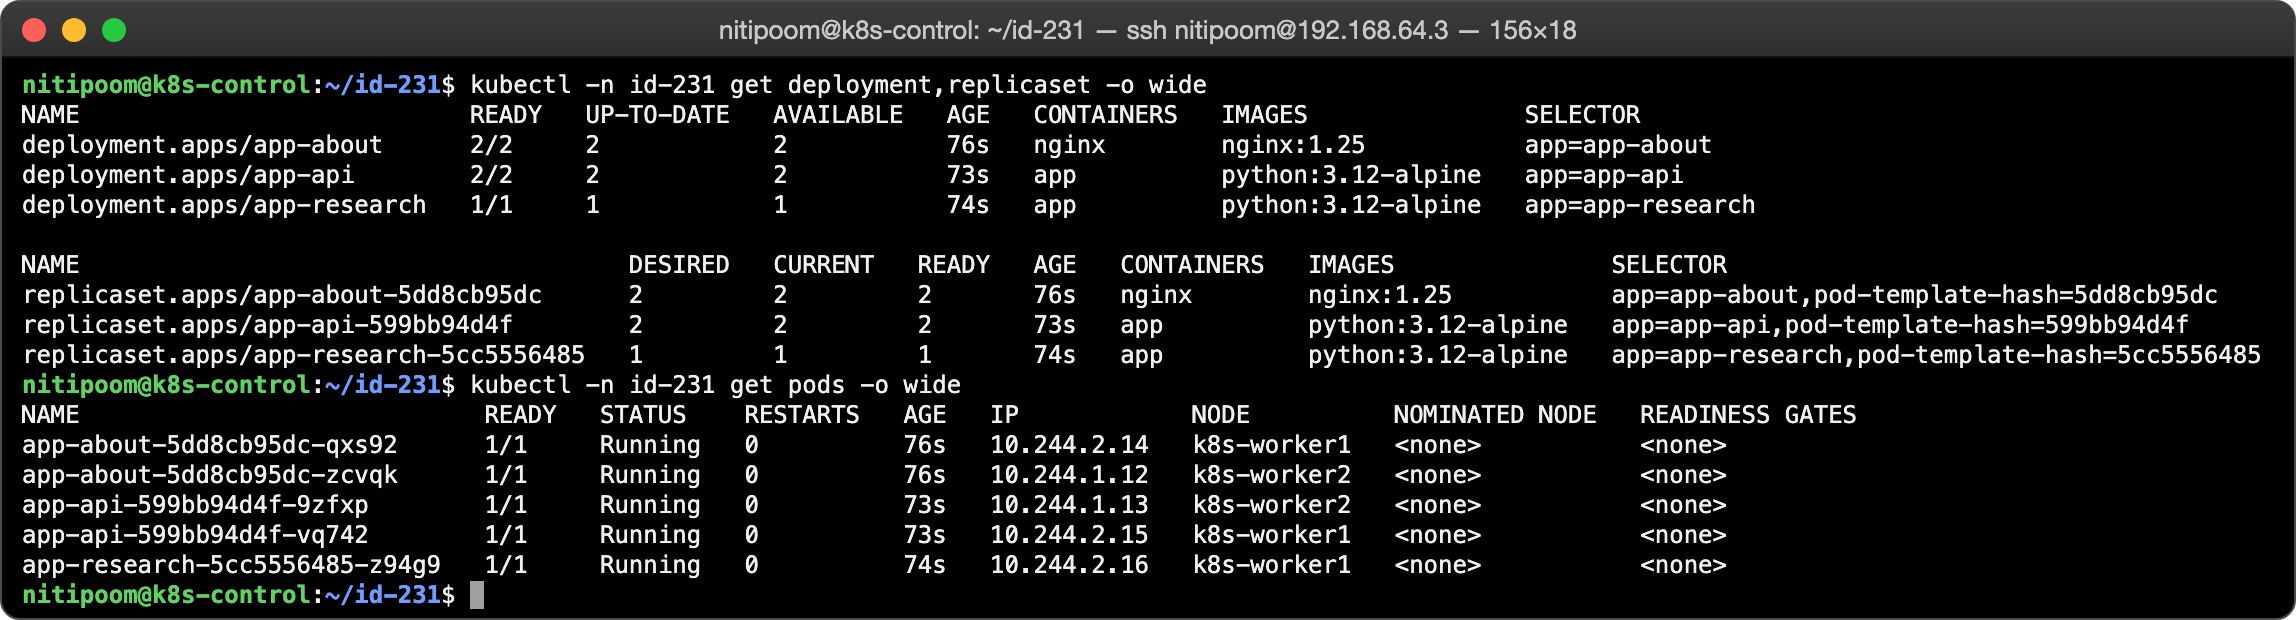 nitipoom@k8s-control: ~/id-231 — ssh nitipoom@192.168.64.3 — 156×18
nitipoom@k8s-control:~/id-231$ kubectl -n id-231 get deployment,replicaset -o wide
NAME                           READY   UP-TO-DATE   AVAILABLE   AGE   CONTAINERS   IMAGES               SELECTOR
deployment.apps/app-about      2/2     2            2           76s   nginx        nginx:1.25           app=app-about
deployment.apps/app-api        2/2     2            2           73s   app          python:3.12-alpine   app=app-api
deployment.apps/app-research   1/1     1            1           74s   app          python:3.12-alpine   app=app-research
NAME                                      DESIRED   CURRENT   READY   AGE   CONTAINERS   IMAGES               SELECTOR
replicaset.apps/app-about-5dd8cb95dc      2         2         2       76s   nginx        nginx:1.25           app=app-about,pod-template-hash=5dd8cb95dc
replicaset.apps/app-api-599bb94d4f        2         2         2       73s   app          python:3.12-alpine   app=app-api,pod-template-hash=599bb94d4f
replicaset.apps/app-research-5cc5556485   1         1         1       74s   app          python:3.12-alpine   app=app-research,pod-template-hash=5cc5556485
nitipoom@k8s-control:~/id-231$ kubectl -n id-231 get pods -o wide
NAME                            READY   STATUS    RESTARTS   AGE   IP            NODE          NOMINATED NODE   READINESS GATES
app-about-5dd8cb95dc-qxs92      1/1     Running   0          76s   10.244.2.14   k8s-worker1   <none>           <none>
app-about-5dd8cb95dc-zcvqk      1/1     Running   0          76s   10.244.1.12   k8s-worker2   <none>           <none>
app-api-599bb94d4f-9zfxp        1/1     Running   0          73s   10.244.1.13   k8s-worker2   <none>           <none>
app-api-599bb94d4f-vq742        1/1     Running   0          73s   10.244.2.15   k8s-worker1   <none>           <none>
app-research-5cc5556485-z94g9   1/1     Running   0          74s   10.244.2.16   k8s-worker1   <none>           <none>
nitipoom@k8s-control:~/id-231$